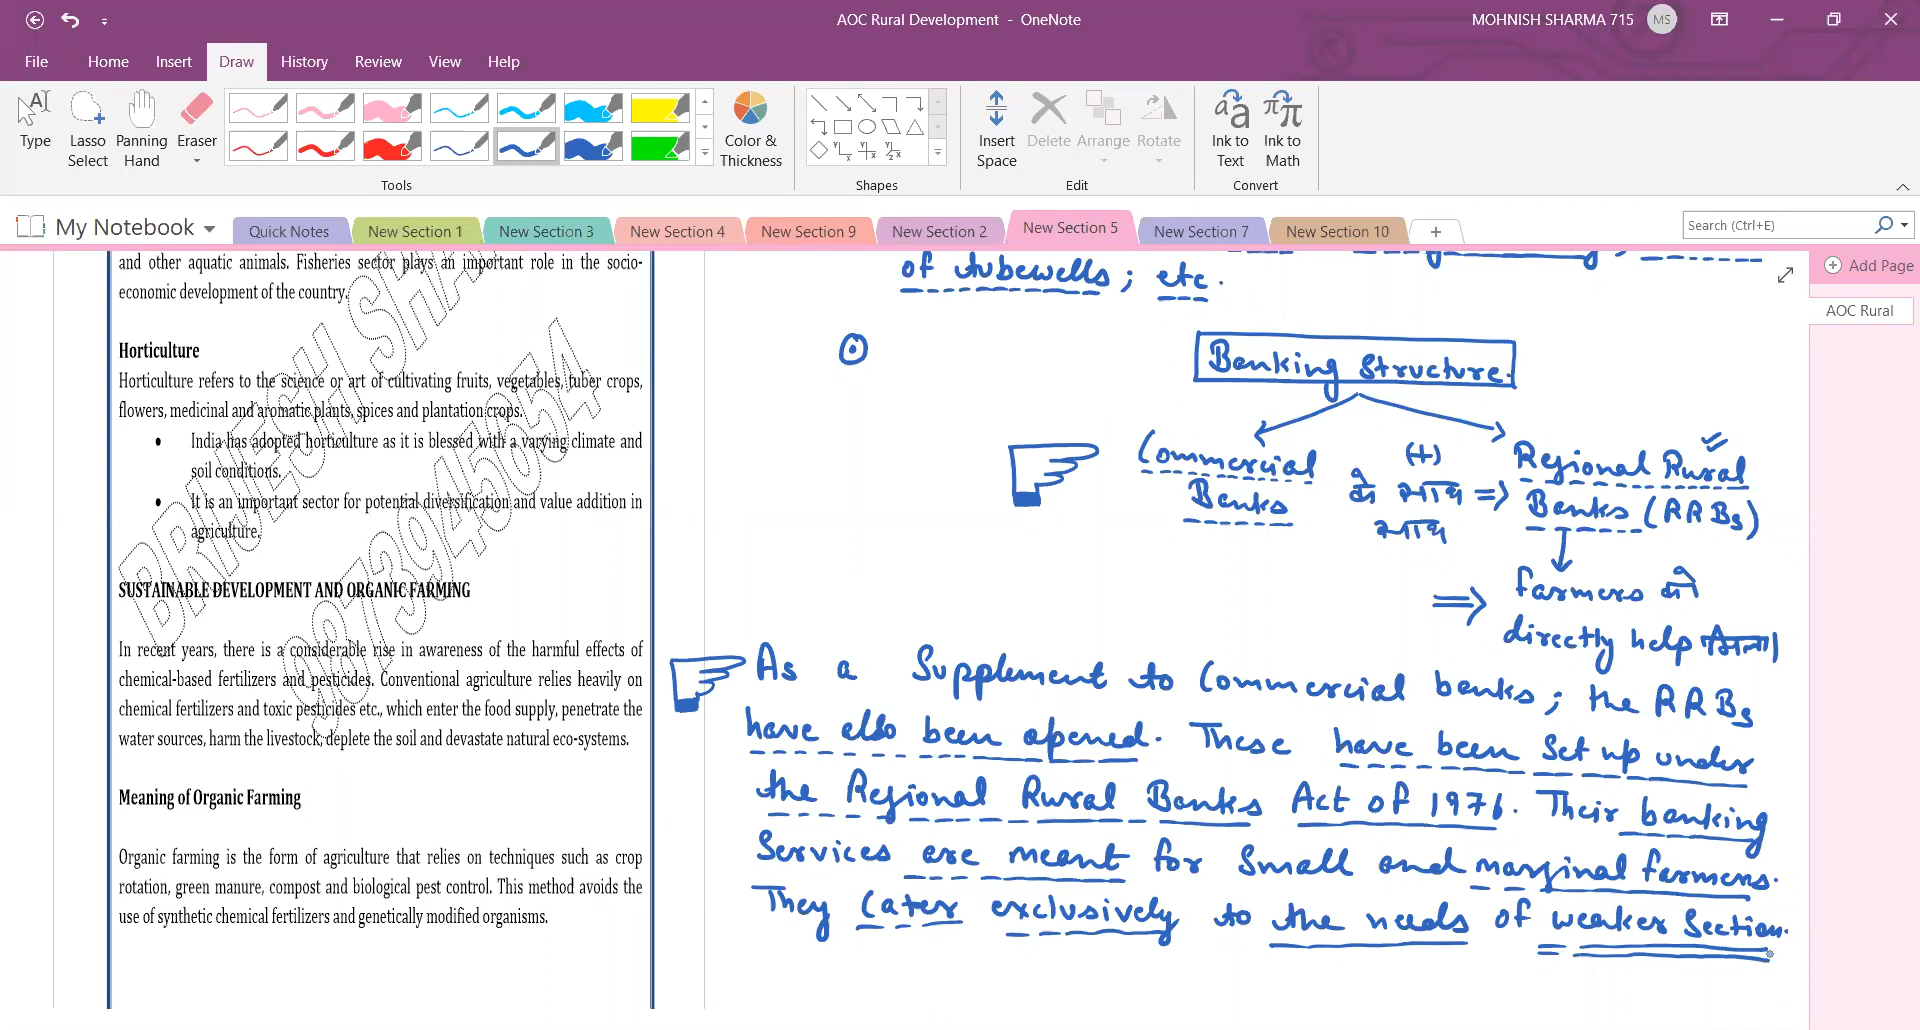 AOC Rural Development - OneNote
MOHNISH SHARMA 715
MS
File Home Insert Draw History Review View Help
Type
Lasso Select
Panning Hand
Eraser
Color & Thickness
Insert Space
Delete
Arrange
Rotate
Ink to Text
Ink to Math
Tools
Shapes
Edit
Convert
My Notebook
Quick Notes
New Section 1
New Section 3
New Section 4
New Section 9
New Section 2
New Section 5
New Section 7
New Section 10
+
Search (Ctrl+E)
Add Page
AOC Rural
and other aquatic animals. Fisheries sector plays an important role in the socio-
economic development of the country.
Horticulture
Horticulture refers to the science or art of cultivating fruits, vegetables, tuber crops,
flowers, medicinal and aromatic plants, spices and plantation crops.
• India has adopted horticulture as it is blessed with a varying climate and
soil conditions.
• It is an important sector for potential diversification and value addition in
agriculture.
SUSTAINABLE DEVELOPMENT AND ORGANIC FARMING
In recent years, there is a considerable rise in awareness of the harmful effects of
chemical-based fertilizers and pesticides. Conventional agriculture relies heavily on
chemical fertilizers and toxic pesticides etc., which enter the food supply, penetrate the
water sources, harm the livestock, deplete the soil and devastate natural eco-systems.
Meaning of Organic Farming
Organic farming is the form of agriculture that relies on techniques such as crop
rotation, green manure, compost and biological pest control. This method avoids the
use of synthetic chemical fertilizers and genetically modified organisms.
9873945654
of tubewells; etc.
Banking Structure.
Commercial
Banks
(+)
के साथ
साथ
Regional Rural
Banks (RRBs)
farmers को
directly help
As a Supplement to Commercial banks; the RRBs
have also been opened. These have been set up under
the Regional Rural Banks Act of 1976. Their banking
Services are meant for small and marginal farmers.
They cater exclusively to the needs of weaker section.